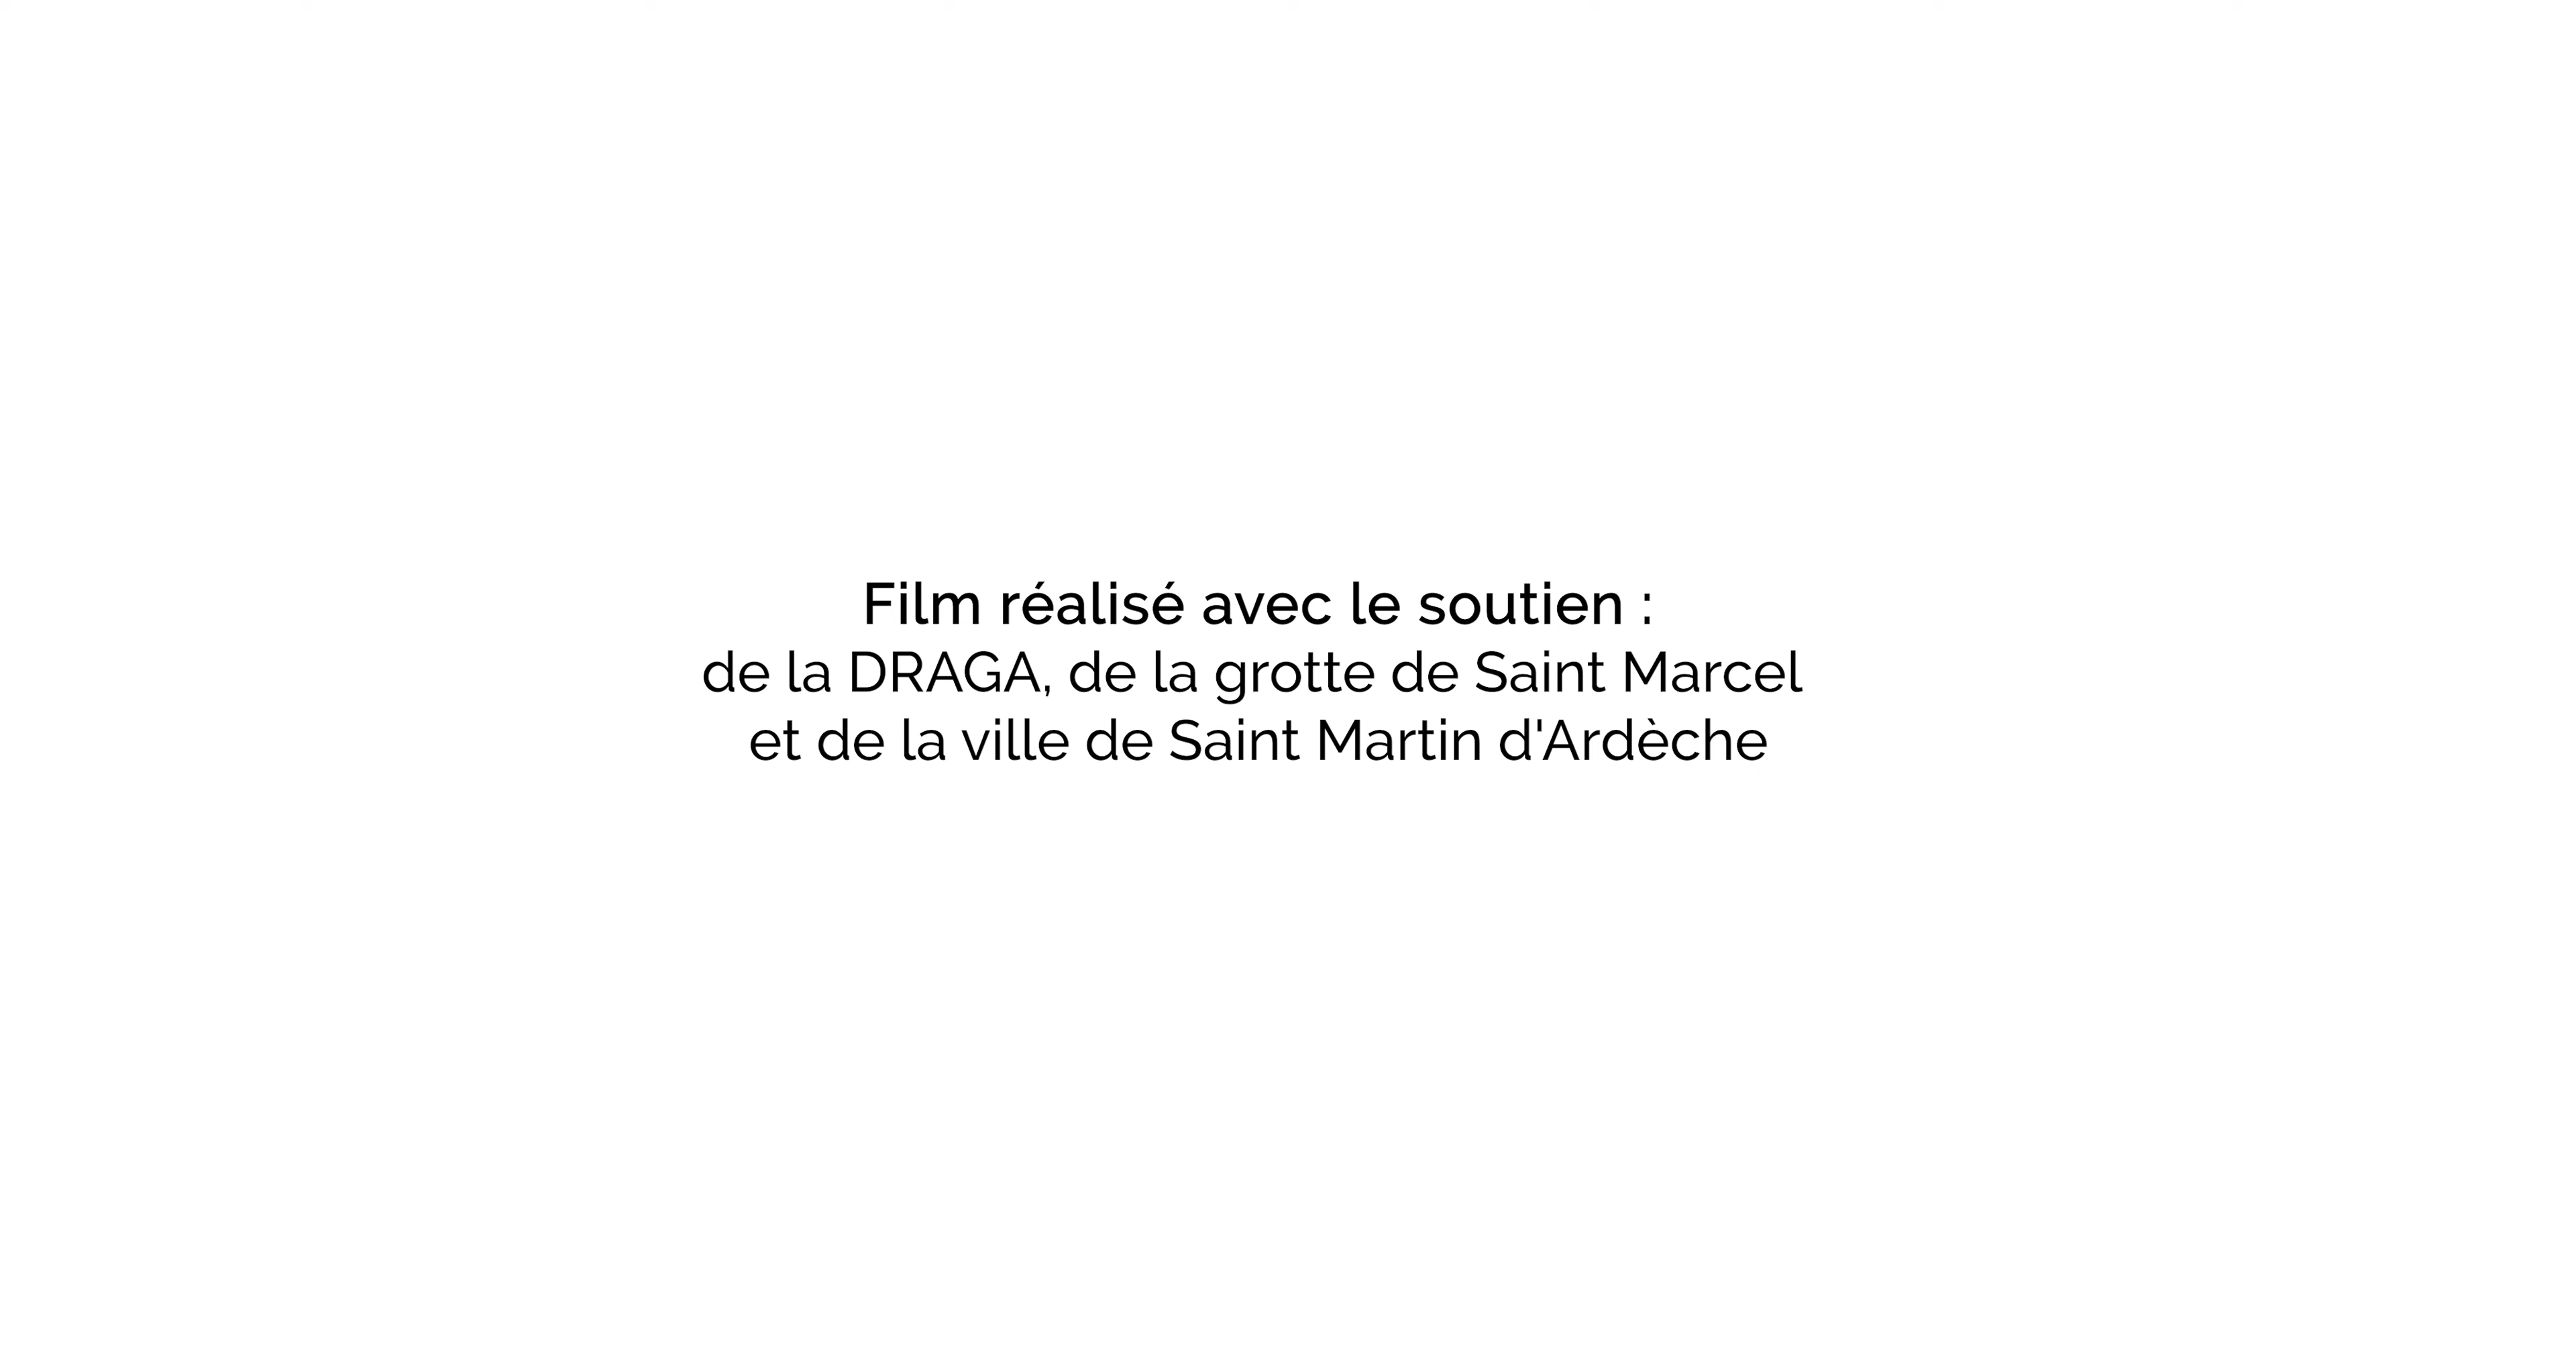 Film réalisé avec le soutien :
de la DRAGA, de la grotte de Saint Marcel
et de la ville de Saint Martin d'Ardèche